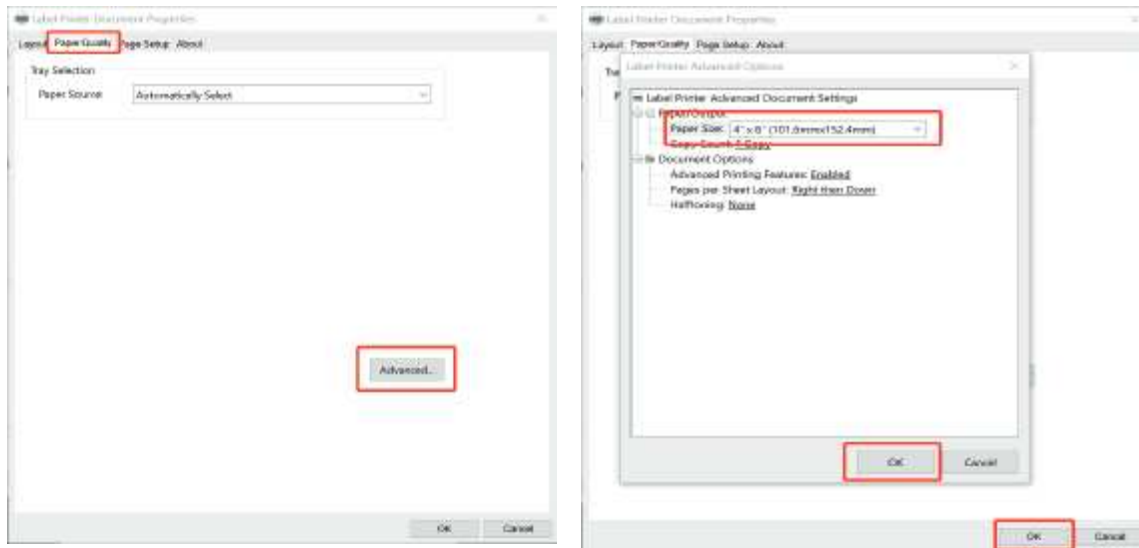 Label Printer Document Properties
Layout Paper/Quality Page Setup About
Tray Selection
Paper Source: Automatically Select
Advanced...
OK Cancel
Label Printer Document Properties
Layout Paper/Quality Page Setup About
Label Printer Advanced Options
Label Printer Advanced Document Settings
Paper/Output
Paper Size: 4" x 6" (101.6mmx152.4mm)
Copy Count: 1 Copy
Document Options
Advanced Printing Features: Enabled
Pages per Sheet Layout: Right then Down
Halftoning: None
OK Cancel
OK Cancel